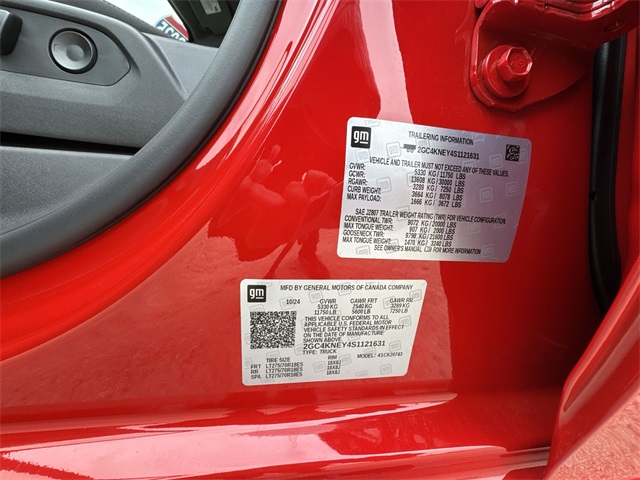 gm
TRAILERING INFORMATION
2GC4KNEY4S1121631
VEHICLE AND TRAILER MUST NOT EXCEED ANY OF THESE VALUES.
GVWR: 5330 KG / 11750 LBS
GCWR: 13608 KG / 30000 LBS
RGAWR: 3289 KG / 7250 LBS
CURB WEIGHT: 3664 KG / 8078 LBS
MAX PAYLOAD: 1666 KG / 3672 LBS
SAE J2807 TRAILER WEIGHT RATING (TWR) FOR VEHICLE CONFIGURATION
CONVENTIONAL TWR: 9072 KG / 20000 LBS
MAX TONGUE WEIGHT: 907 KG / 2000 LBS
GOOSENECK TWR: 9798 KG / 21600 LBS
MAX TONGUE WEIGHT: 2470 KG / 3240 LBS
SEE OWNER'S MANUAL FOR MORE INFORMATION.
gm
MFD BY GENERAL MOTORS OF CANADA COMPANY
10/24 GVWR GAWR FRT GAWR RR
5330 KG 2540 KG 3289 KG
11750 LB 5600 LB 7250 LB
THIS VEHICLE CONFORMS TO ALL
APPLICABLE U.S. FEDERAL MOTOR
VEHICLE SAFETY STANDARDS IN EFFECT
ON THE DATE OF MANUFACTURE SHOWN ABOVE.
2GC4KNEY4S1121631
TYPE: TRUCK MODEL: 41CK20743
TIRE SIZE RIM
FRT LT275/70R18ES 18X8J
RR LT275/70R18ES 18X8J
SPA LT275/70R18ES 18X8J